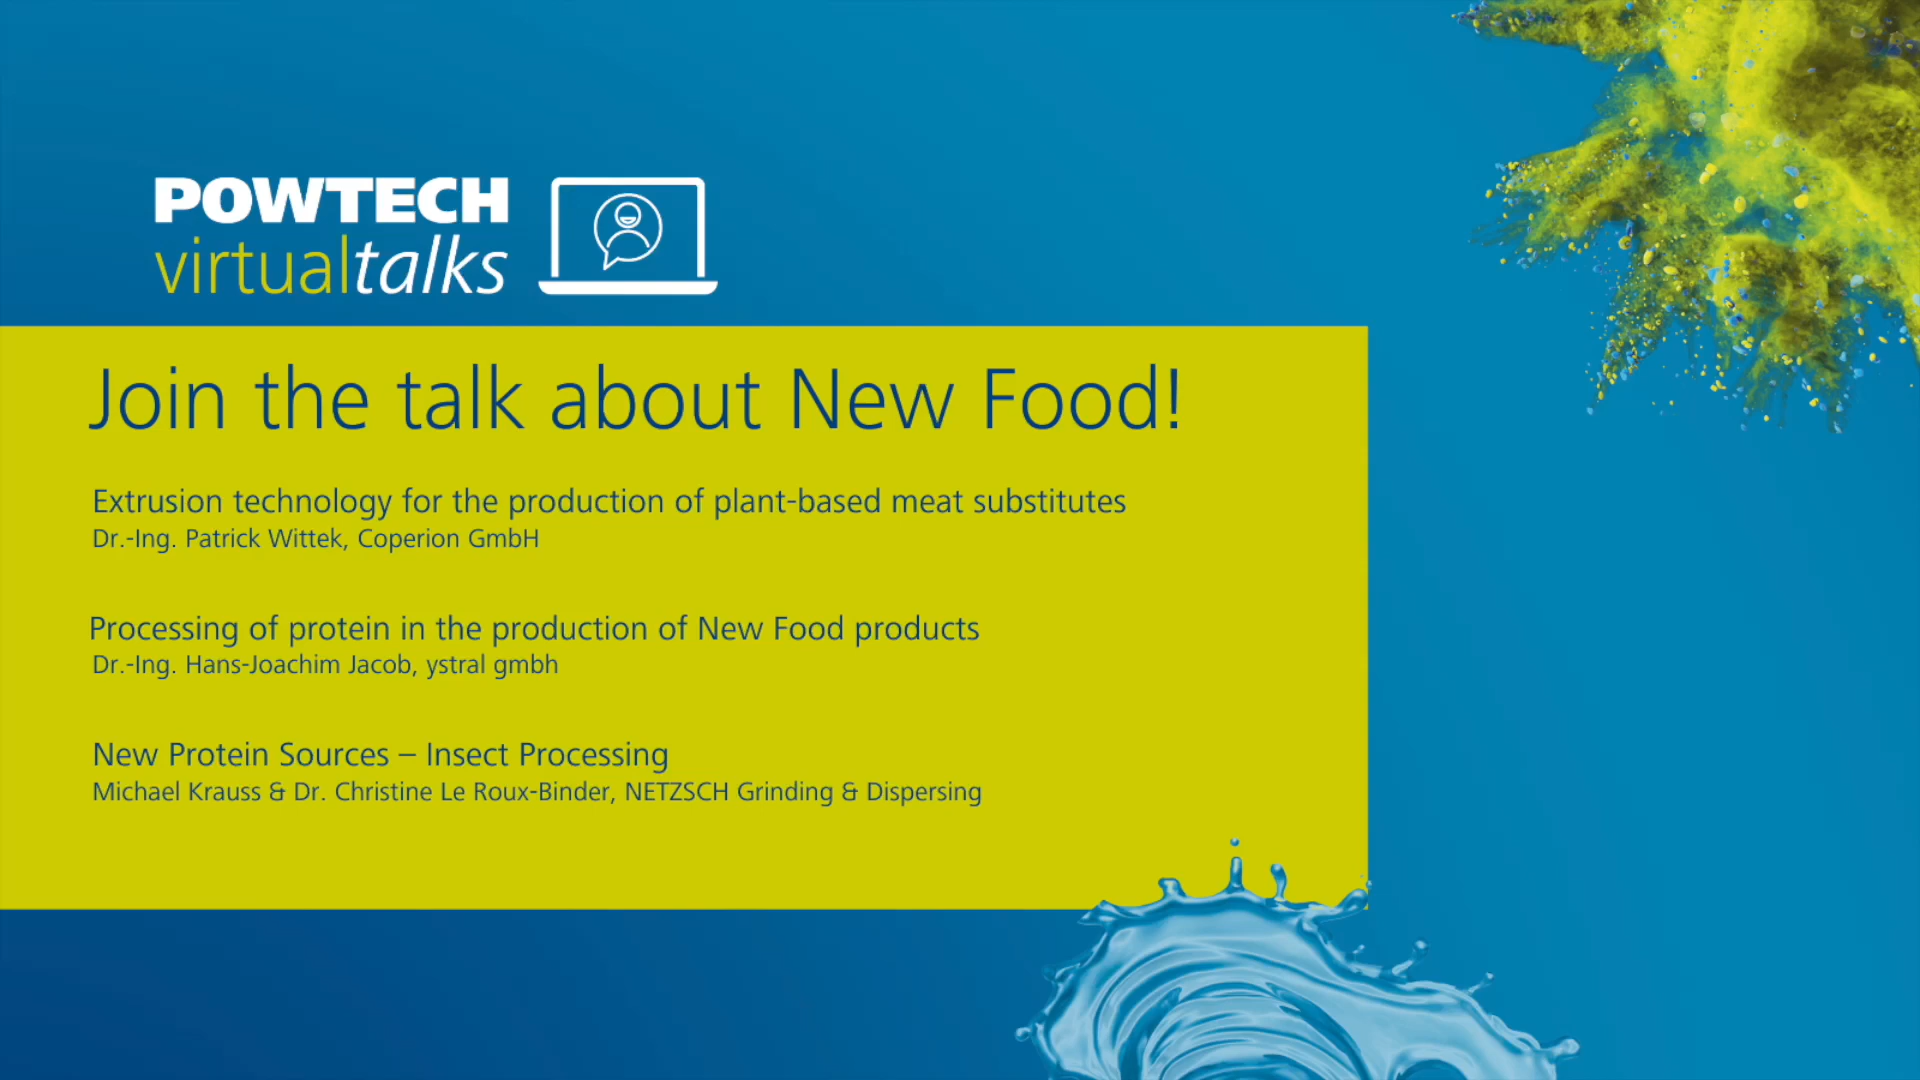 POWTECH
virtualtalks
Join the talk about New Food!
Extrusion technology for the production of plant-based meat substitutes
Dr.-Ing. Patrick Wittek, Coperion GmbH
Processing of protein in the production of New Food products
Dr.-Ing. Hans-Joachim Jacob, ystral gmbh
New Protein Sources – Insect Processing
Michael Krauss & Dr. Christine Le Roux-Binder, NETZSCH Grinding & Dispersing